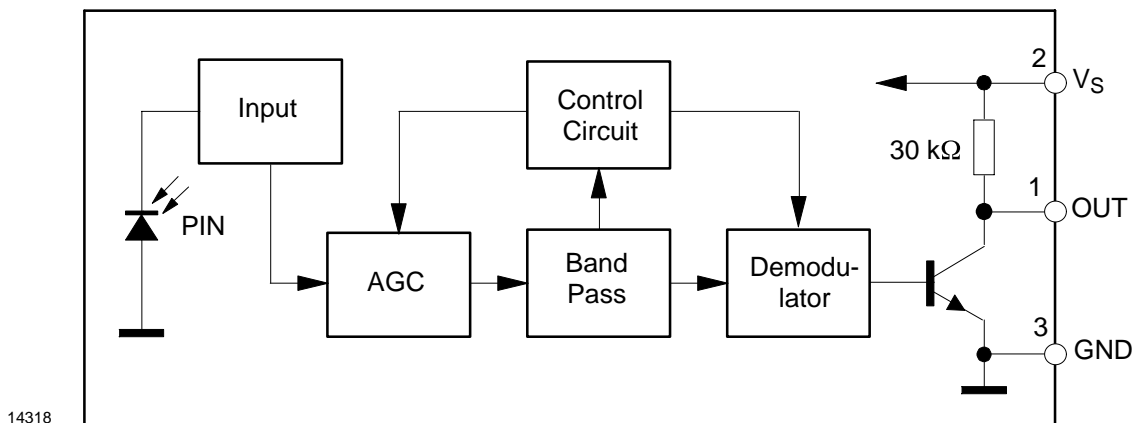 Input
PIN
AGC
Control
Circuit
Band
Pass
Demodu-
lator
30 kΩ
2
VS
1
OUT
3
GND
14318